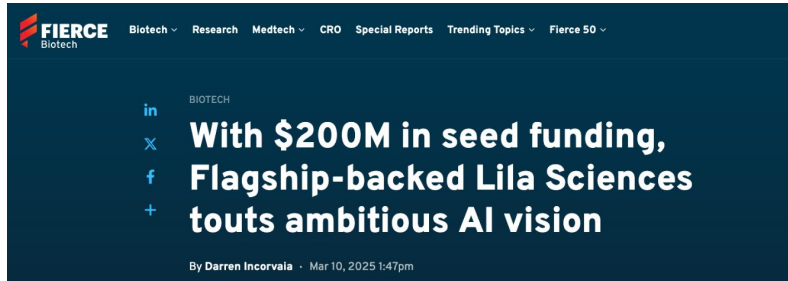 FIERCE
Biotech
Biotech Research Medtech CRO Special Reports Trending Topics Fierce 50
BIOTECH
With $200M in seed funding,
Flagship-backed Lila Sciences
touts ambitious AI vision
By Darren Incorvaia · Mar 10, 2025 1:47pm